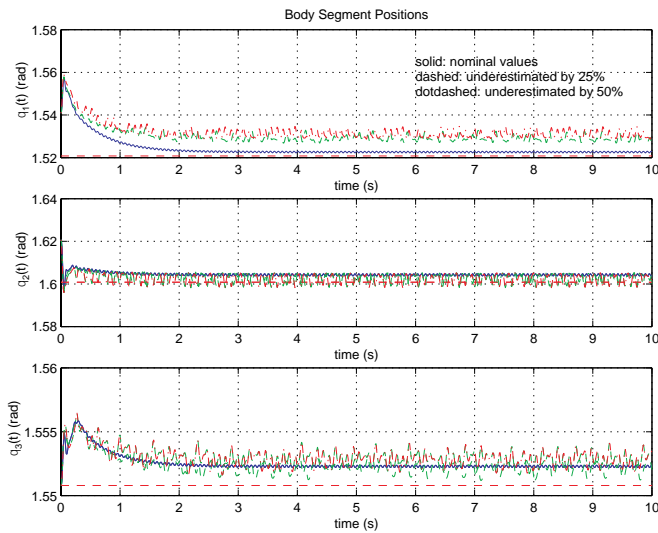 Body Segment Positions
1.58
1.56
1.54
1.52
q1(t) (rad)
solid: nominal values
dashed: underestimated by 25%
dotdashed: underestimated by 50%
0 1 2 3 4 5 6 7 8 9 10
time (s)
1.64
1.62
1.6
1.58
q2(t) (rad)
0 1 2 3 4 5 6 7 8 9 10
time (s)
1.56
1.555
1.55
q3(t) (rad)
0 1 2 3 4 5 6 7 8 9 10
time (s)